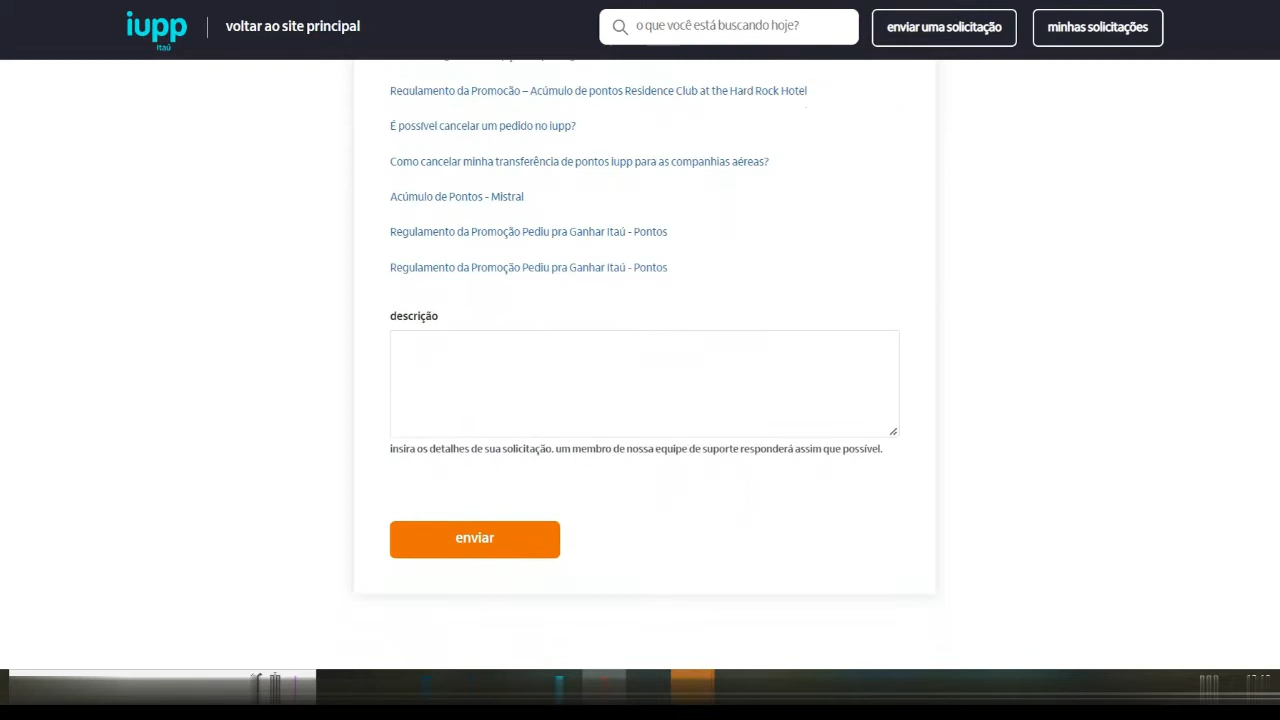 iupp
Itaú
voltar ao site principal
o que você está buscando hoje?
enviar uma solicitação
minhas solicitações
Regulamento da Promoção – Acúmulo de pontos Residence Club at the Hard Rock Hotel
É possível cancelar um pedido no iupp?
Como cancelar minha transferência de pontos iupp para as companhias aéreas?
Acúmulo de Pontos - Mistral
Regulamento da Promoção Pediu pra Ganhar Itaú - Pontos
Regulamento da Promoção Pediu pra Ganhar Itaú - Pontos
descrição
insira os detalhes de sua solicitação. um membro de nossa equipe de suporte responderá assim que possível.
enviar